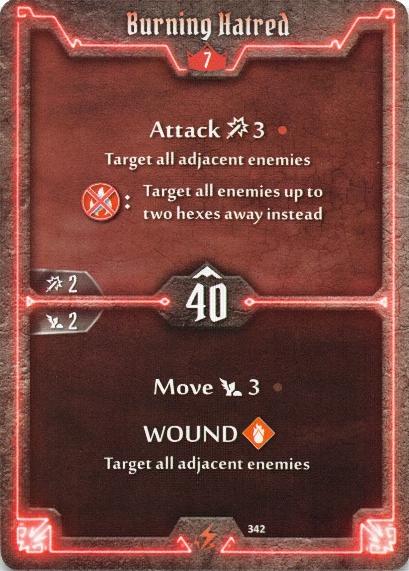 Burning Hatred
7
Attack 3
Target all adjacent enemies
: Target all enemies up to
two hexes away instead
2
40
2
Move 3
WOUND
Target all adjacent enemies
342